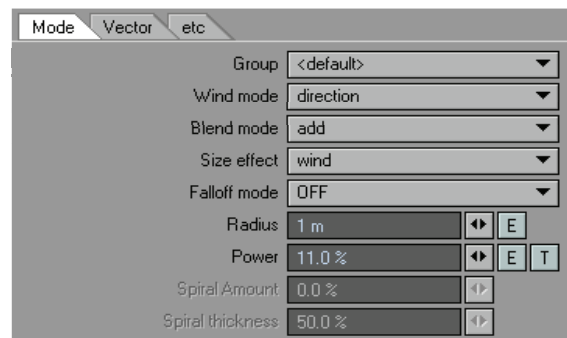 Mode Vector etc
Group <default>
Wind mode direction
Blend mode add
Size effect wind
Falloff mode OFF
Radius 1 m E
Power 11.0 % E T
Spiral Amount 0.0 %
Spiral thickness 50.0 %